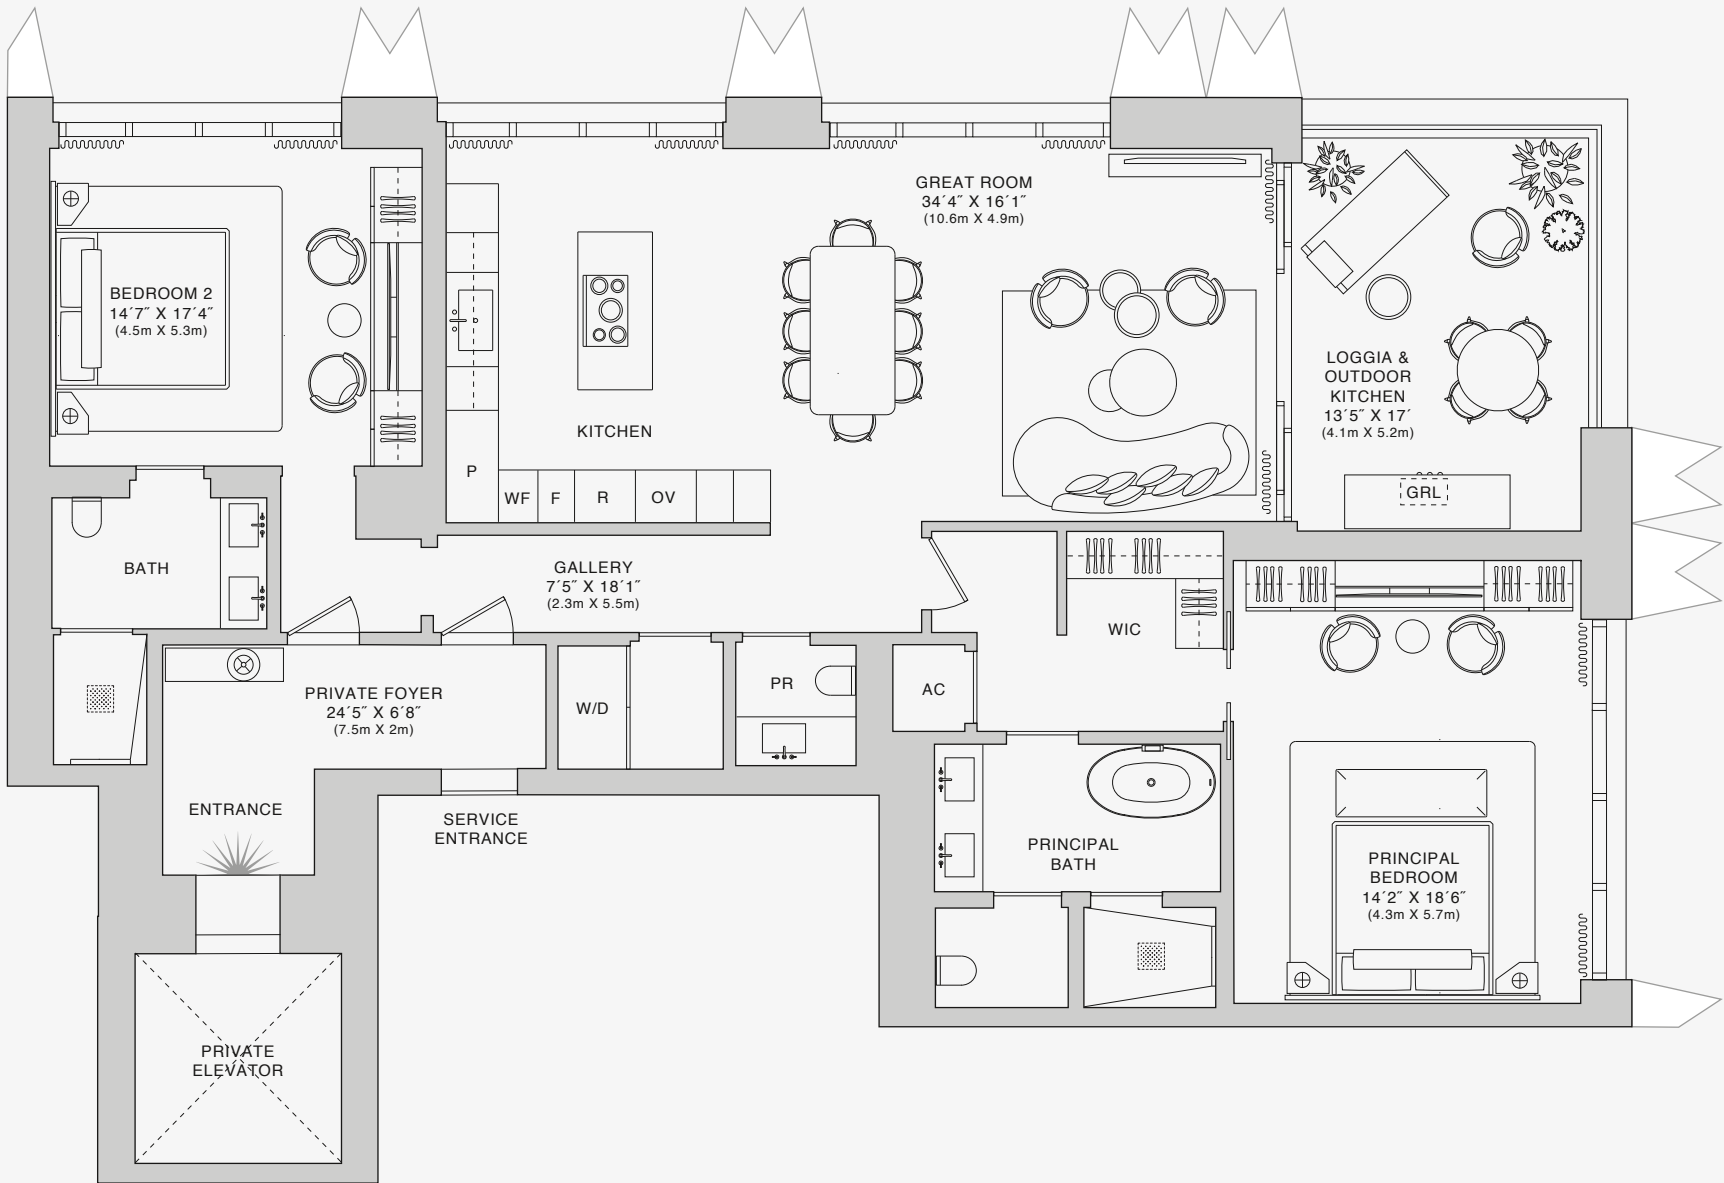 GREAT ROOM
34´4˝ X 16´1˝
(10.6m X 4.9m)
BEDROOM 2
14´7˝ X 17´4˝
(4.5m X 5.3m)
KITCHEN
P
WF
F
R
OV
LOGGIA &
OUTDOOR
KITCHEN
13´5˝ X 17´
(4.1m X 5.2m)
GRL
BATH
GALLERY
7´5˝ X 18´1˝
(2.3m X 5.5m)
WIC
PRIVATE FOYER
24´5˝ X 6´8˝
(7.5m X 2m)
W/D
PR
AC
ENTRANCE
SERVICE
ENTRANCE
PRINCIPAL
BATH
PRINCIPAL
BEDROOM
14´2˝ X 18´6˝
(4.3m X 5.7m)
PRIVATE
ELEVATOR